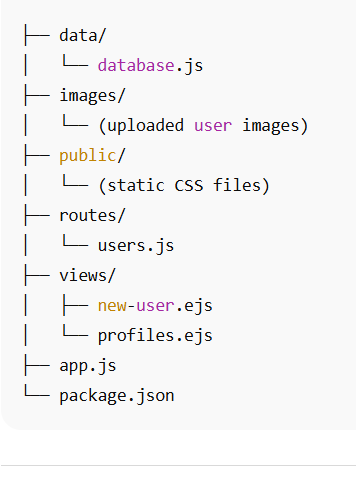 ├── data/
│   └── database.js
├── images/
│   └── (uploaded user images)
├── public/
│   └── (static CSS files)
├── routes/
│   └── users.js
├── views/
│   ├── new-user.ejs
│   └── profiles.ejs
├── app.js
└── package.json